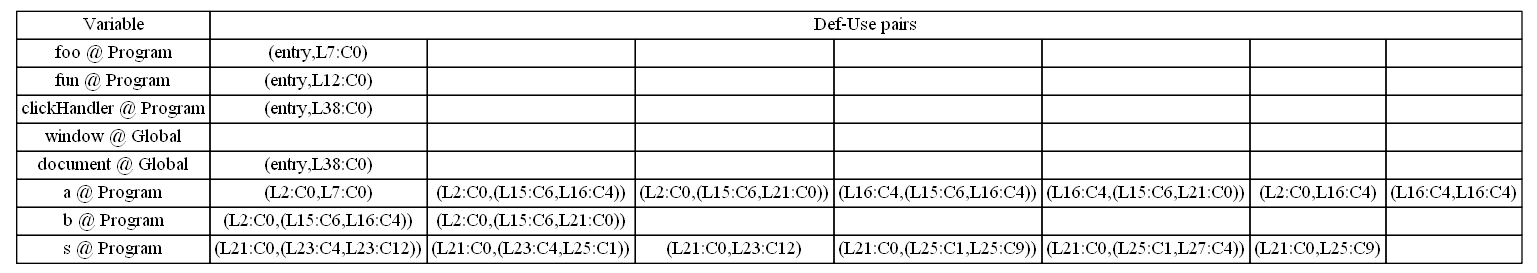 Variable Def-Use pairs
foo @ Program (entry,L7:C0)
fun @ Program (entry,L12:C0)
clickHandler @ Program (entry,L38:C0)
window @ Global
document @ Global (entry,L38:C0)
a @ Program (L2:C0,L7:C0) (L2:C0,(L15:C6,L16:C4)) (L2:C0,(L15:C6,L21:C0)) (L16:C4,(L15:C6,L16:C4)) (L16:C4,(L15:C6,L21:C0)) (L2:C0,L16:C4) (L16:C4,L16:C4)
b @ Program (L2:C0,(L15:C6,L16:C4)) (L2:C0,(L15:C6,L21:C0))
s @ Program (L21:C0,(L23:C4,L23:C12)) (L21:C0,(L23:C4,L25:C1)) (L21:C0,L23:C12) (L21:C0,(L25:C1,L25:C9)) (L21:C0,(L25:C1,L27:C4)) (L21:C0,L25:C9)